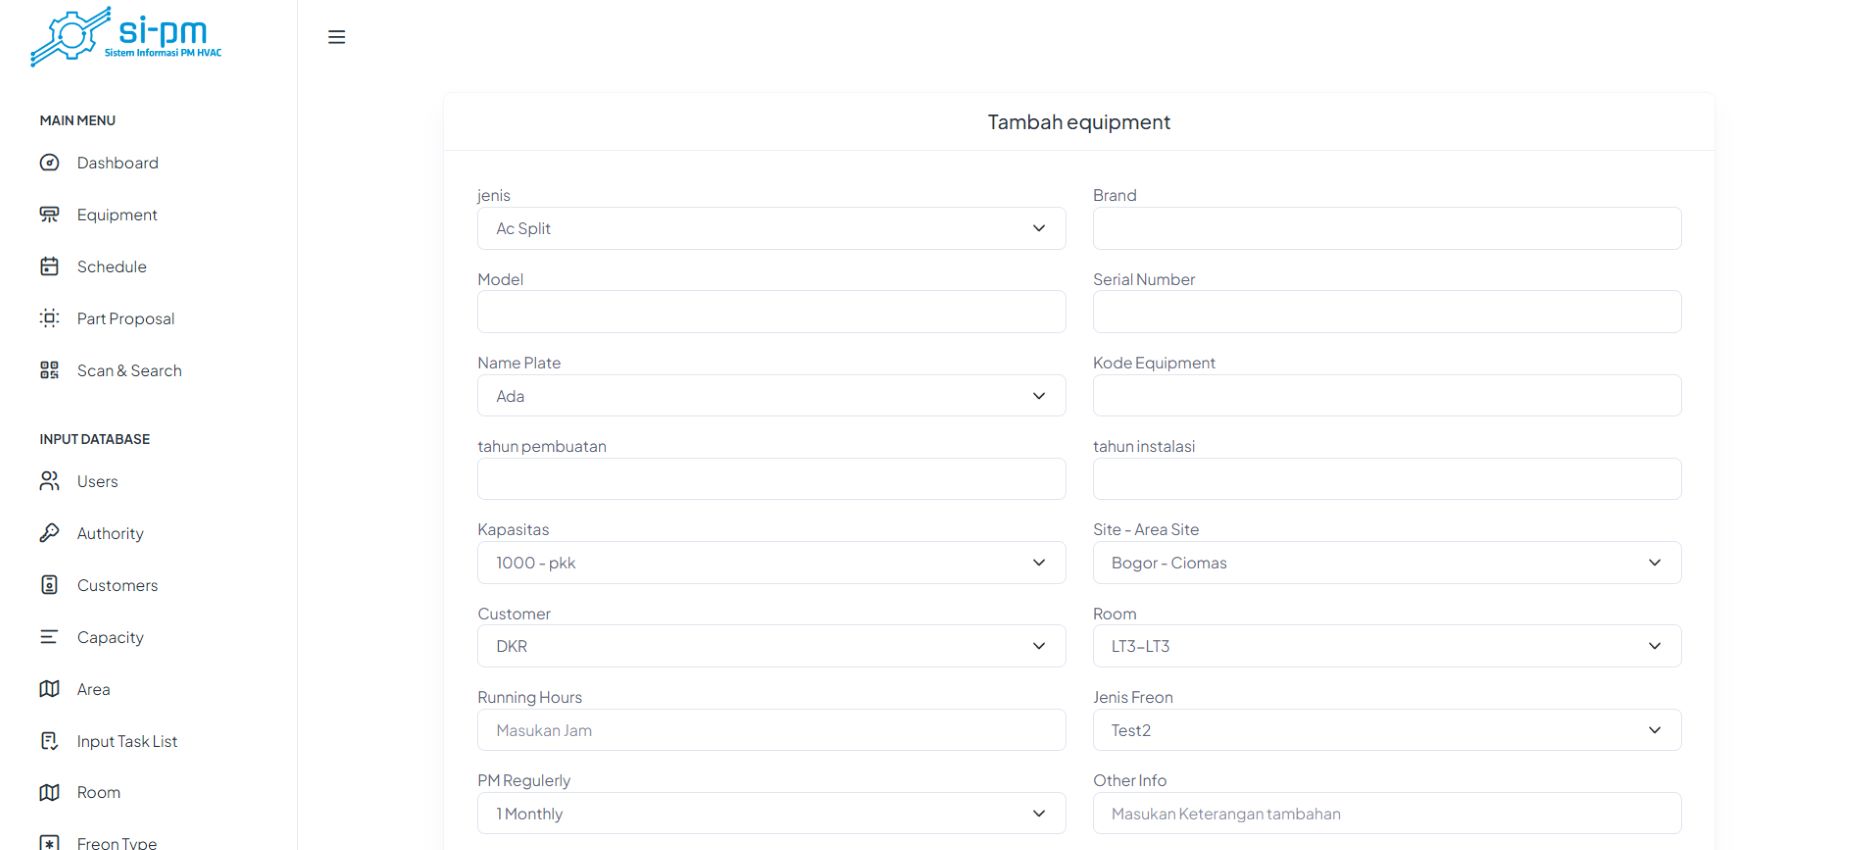 si-pm
Sistem Informasi PM HVAC
MAIN MENU
Dashboard
Equipment
Schedule
Part Proposal
Scan & Search
INPUT DATABASE
Users
Authority
Customers
Capacity
Area
Input Task List
Room
Freon Type
Tambah equipment
jenis
Ac Split
Brand
Model
Serial Number
Name Plate
Ada
Kode Equipment
tahun pembuatan
tahun instalasi
Kapasitas
1000 - pkk
Site - Area Site
Bogor - Ciomas
Customer
DKR
Room
LT3-LT3
Running Hours
Masukan Jam
Jenis Freon
Test2
PM Regulerly
1 Monthly
Other Info
Masukan Keterangan tambahan